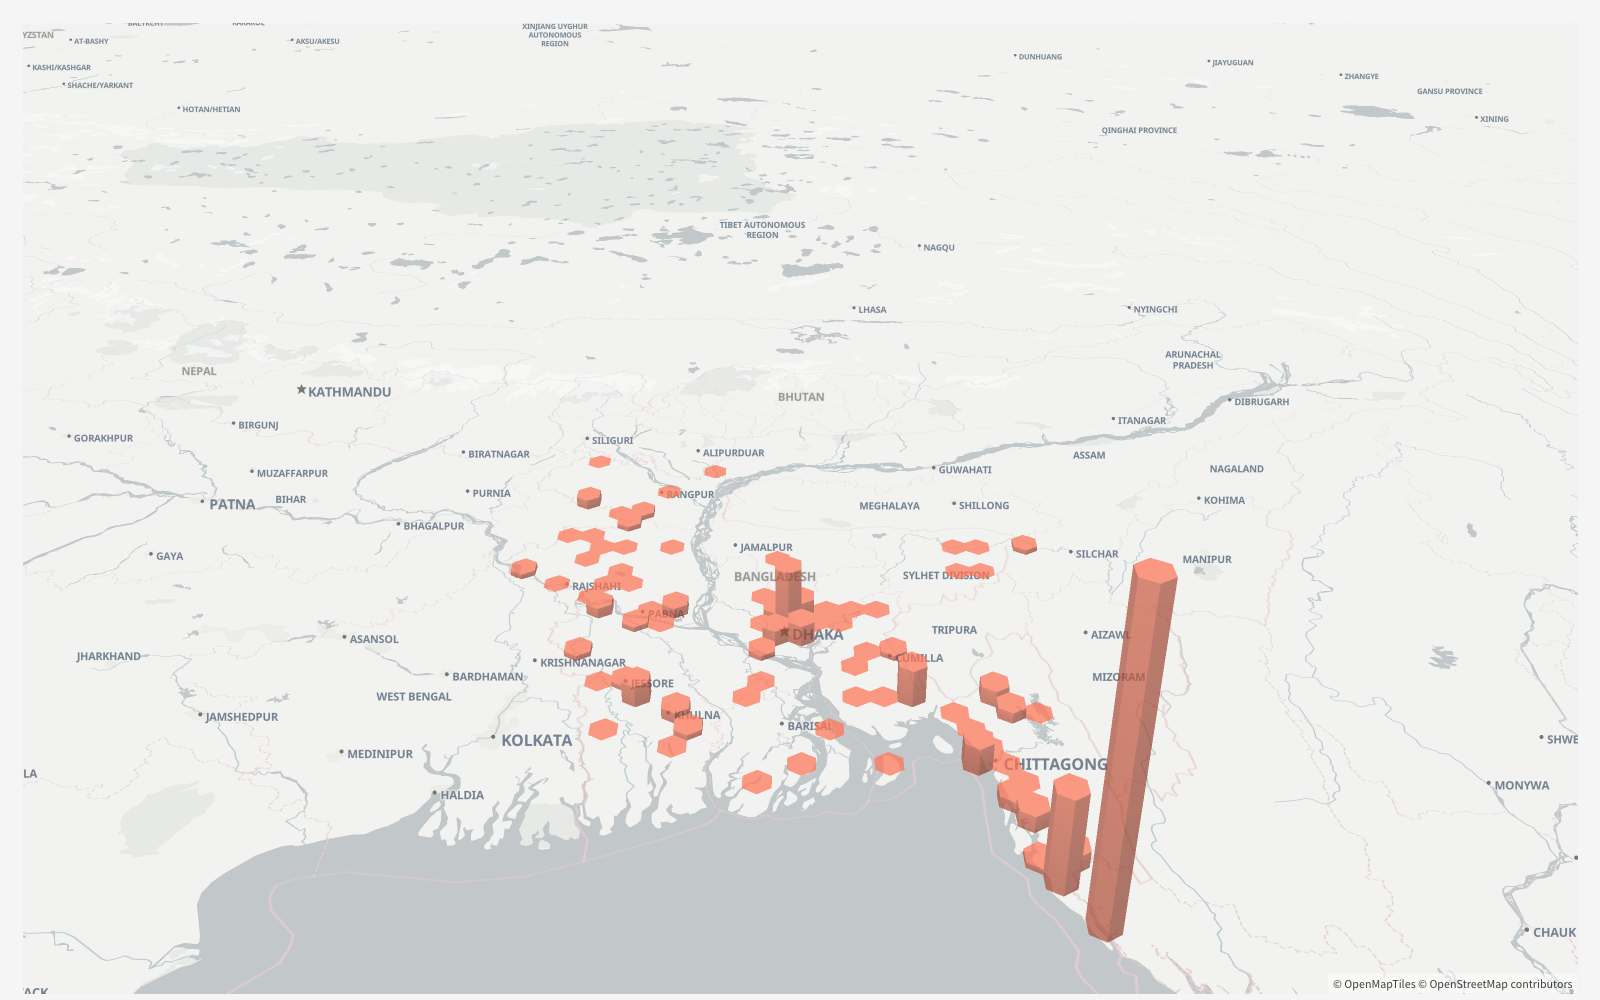 XINJIANG UYGHUR
AUTONOMOUS
REGION
YZSTAN
AT-BASHY
AKSU/AKESU
DUNHUANG
JIAYUGUAN
KASHI/KASHGAR
ZHANGYE
SHACHE/YARKANT
GANSU PROVINCE
HOTAN/HETIAN
XINING
QINGHAI PROVINCE
TIBET AUTONOMOUS
REGION
NAGQU
LHASA
NYINGCHI
ARUNACHAL
PRADESH
NEPAL
KATHMANDU
BHUTAN
DIBRUGARH
BIRGUNJ
ITANAGAR
GORAKHPUR
SILIGURI
BIRATNAGAR
ALIPURDUAR
ASSAM
MUZAFFARPUR
GUWAHATI
NAGALAND
PURNIA
RANGPUR
PATNA
BIHAR
MEGHALAYA
SHILLONG
KOHIMA
BHAGALPUR
GAYA
JAMALPUR
SILCHAR
MANIPUR
BANGLADESH
SYLHET DIVISION
RAJSHAHI
PABNA
ASANSOL
DHAKA
TRIPURA
AIZAWL
JHARKHAND
KRISHNANAGAR
CUMILLA
BARDHAMAN
MIZORAM
JESSORE
WEST BENGAL
JAMSHEDPUR
KHULNA
BARISAL
KOLKATA
SHWE
MEDINIPUR
CHITTAGONG
LA
MONYWA
HALDIA
CHAUK
ACK
© OpenMapTiles © OpenStreetMap contributors